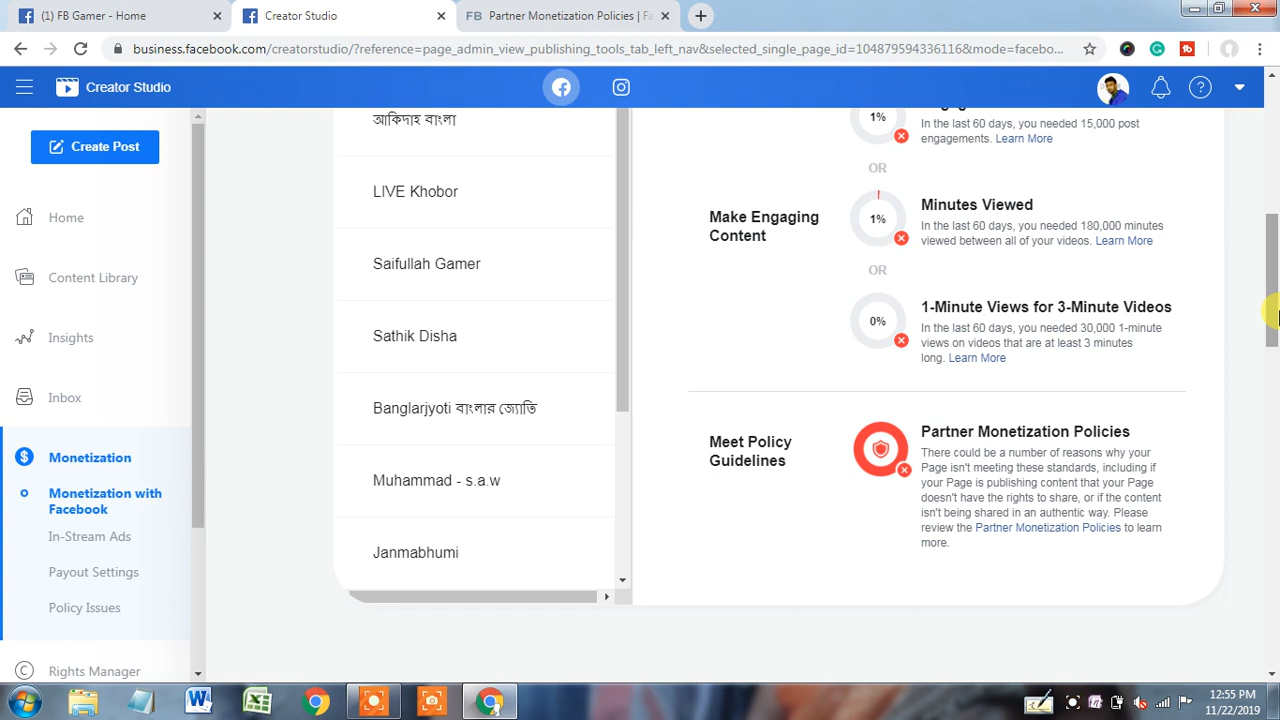 (1) FB Gamer - Home
Creator Studio
FB Partner Monetization Policies | Fa
business.facebook.com/creatorstudio/?reference=page_admin_view_publishing_tools_tab_left_nav&selected_single_page_id=104879594336116&mode=facebo...
Creator Studio
Create Post
Home
Content Library
Insights
Inbox
Monetization
Monetization with
Facebook
In-Stream Ads
Payout Settings
Policy Issues
Rights Manager
আকিদাহ বাংলা
LIVE Khobor
Saifullah Gamer
Sathik Disha
Banglarjyoti বাংলার জ্যোতি
Muhammad - s.a.w
Janmabhumi
Make Engaging
Content
1%
In the last 60 days, you needed 15,000 post
engagements. Learn More
OR
1%
Minutes Viewed
In the last 60 days, you needed 180,000 minutes
viewed between all of your videos. Learn More
OR
0%
1-Minute Views for 3-Minute Videos
In the last 60 days, you needed 30,000 1-minute
views on videos that are at least 3 minutes
long. Learn More
Meet Policy
Guidelines
Partner Monetization Policies
There could be a number of reasons why your
Page isn't meeting these standards, including if
your Page is publishing content that your Page
doesn't have the rights to share, or if the content
isn't being shared in an authentic way. Please
review the Partner Monetization Policies to learn
more.
12:55 PM
11/22/2019